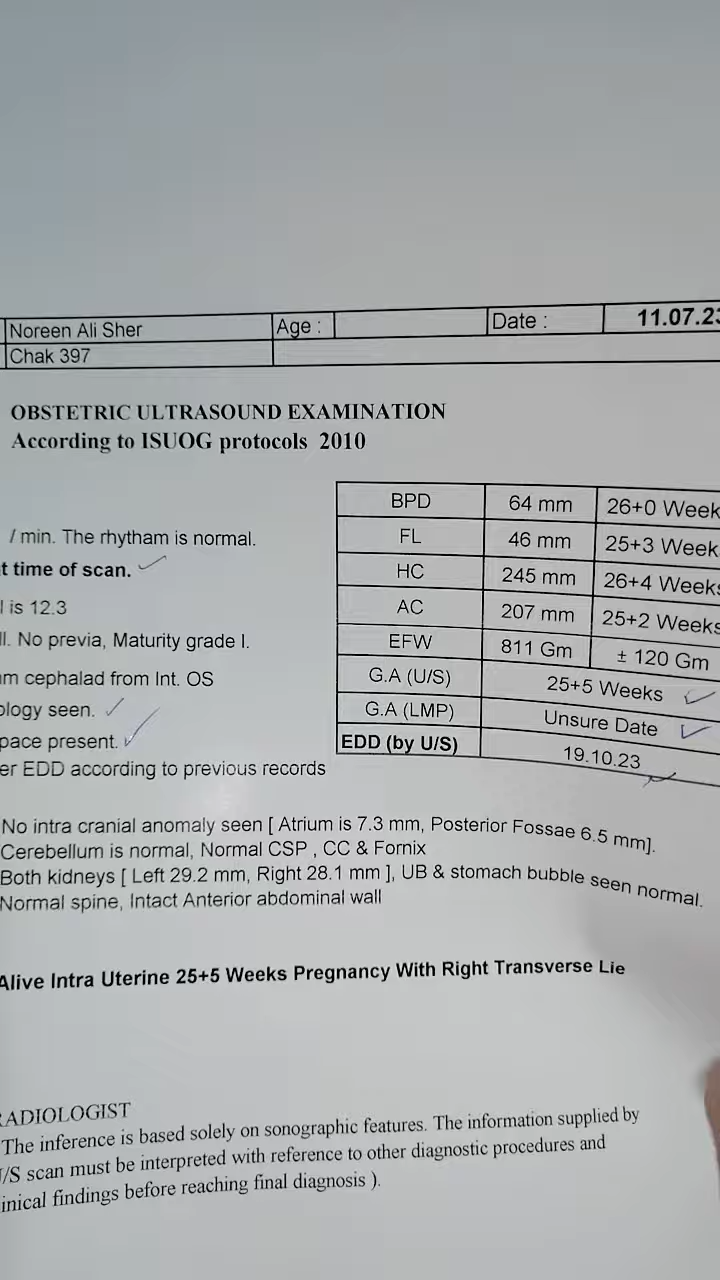 Noreen Ali Sher Age : Date : 11.07.23
Chak 397
OBSTETRIC ULTRASOUND EXAMINATION
According to ISUOG protocols 2010
/ min. The rhytham is normal.
t time of scan.
l is 12.3
ll. No previa, Maturity grade I.
m cephalad from Int. OS
ology seen.
pace present.
er EDD according to previous records
BPD 64 mm 26+0 Week
FL 46 mm 25+3 Week
HC 245 mm 26+4 Weeks
AC 207 mm 25+2 Weeks
EFW 811 Gm ± 120 Gm
G.A (U/S) 25+5 Weeks
G.A (LMP) Unsure Date
EDD (by U/S) 19.10.23
No intra cranial anomaly seen [ Atrium is 7.3 mm, Posterior Fossae 6.5 mm].
Cerebellum is normal, Normal CSP , CC & Fornix
Both kidneys [ Left 29.2 mm, Right 28.1 mm ], UB & stomach bubble seen normal.
Normal spine, Intact Anterior abdominal wall
Alive Intra Uterine 25+5 Weeks Pregnancy With Right Transverse Lie
RADIOLOGIST
The inference is based solely on sonographic features. The information supplied by
/S scan must be interpreted with reference to other diagnostic procedures and
inical findings before reaching final diagnosis ).